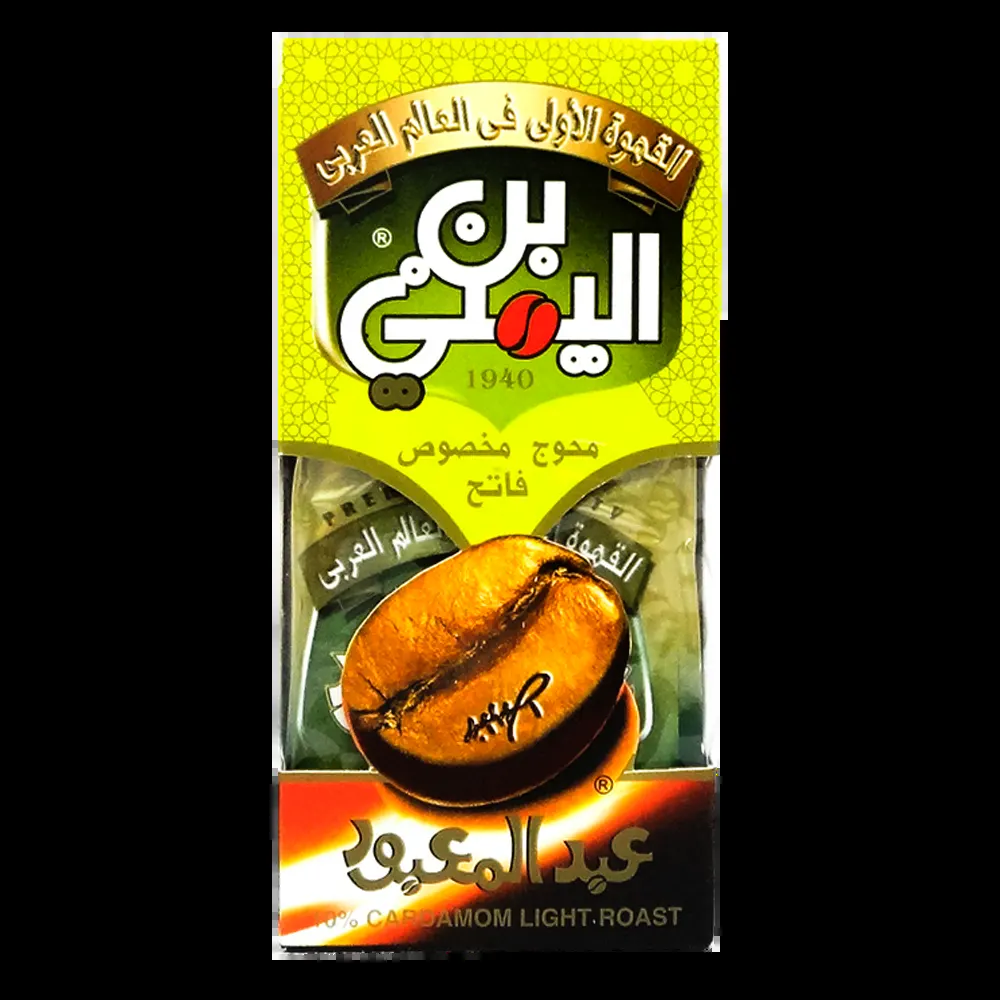 القهوة الأولى فى العالم العربى
بن
اليمني
®
1940
محوج مخصوص
فاتح
القهوة
العالم العربى
®
عبد المعبود
10% CARDAMOM LIGHT ROAST